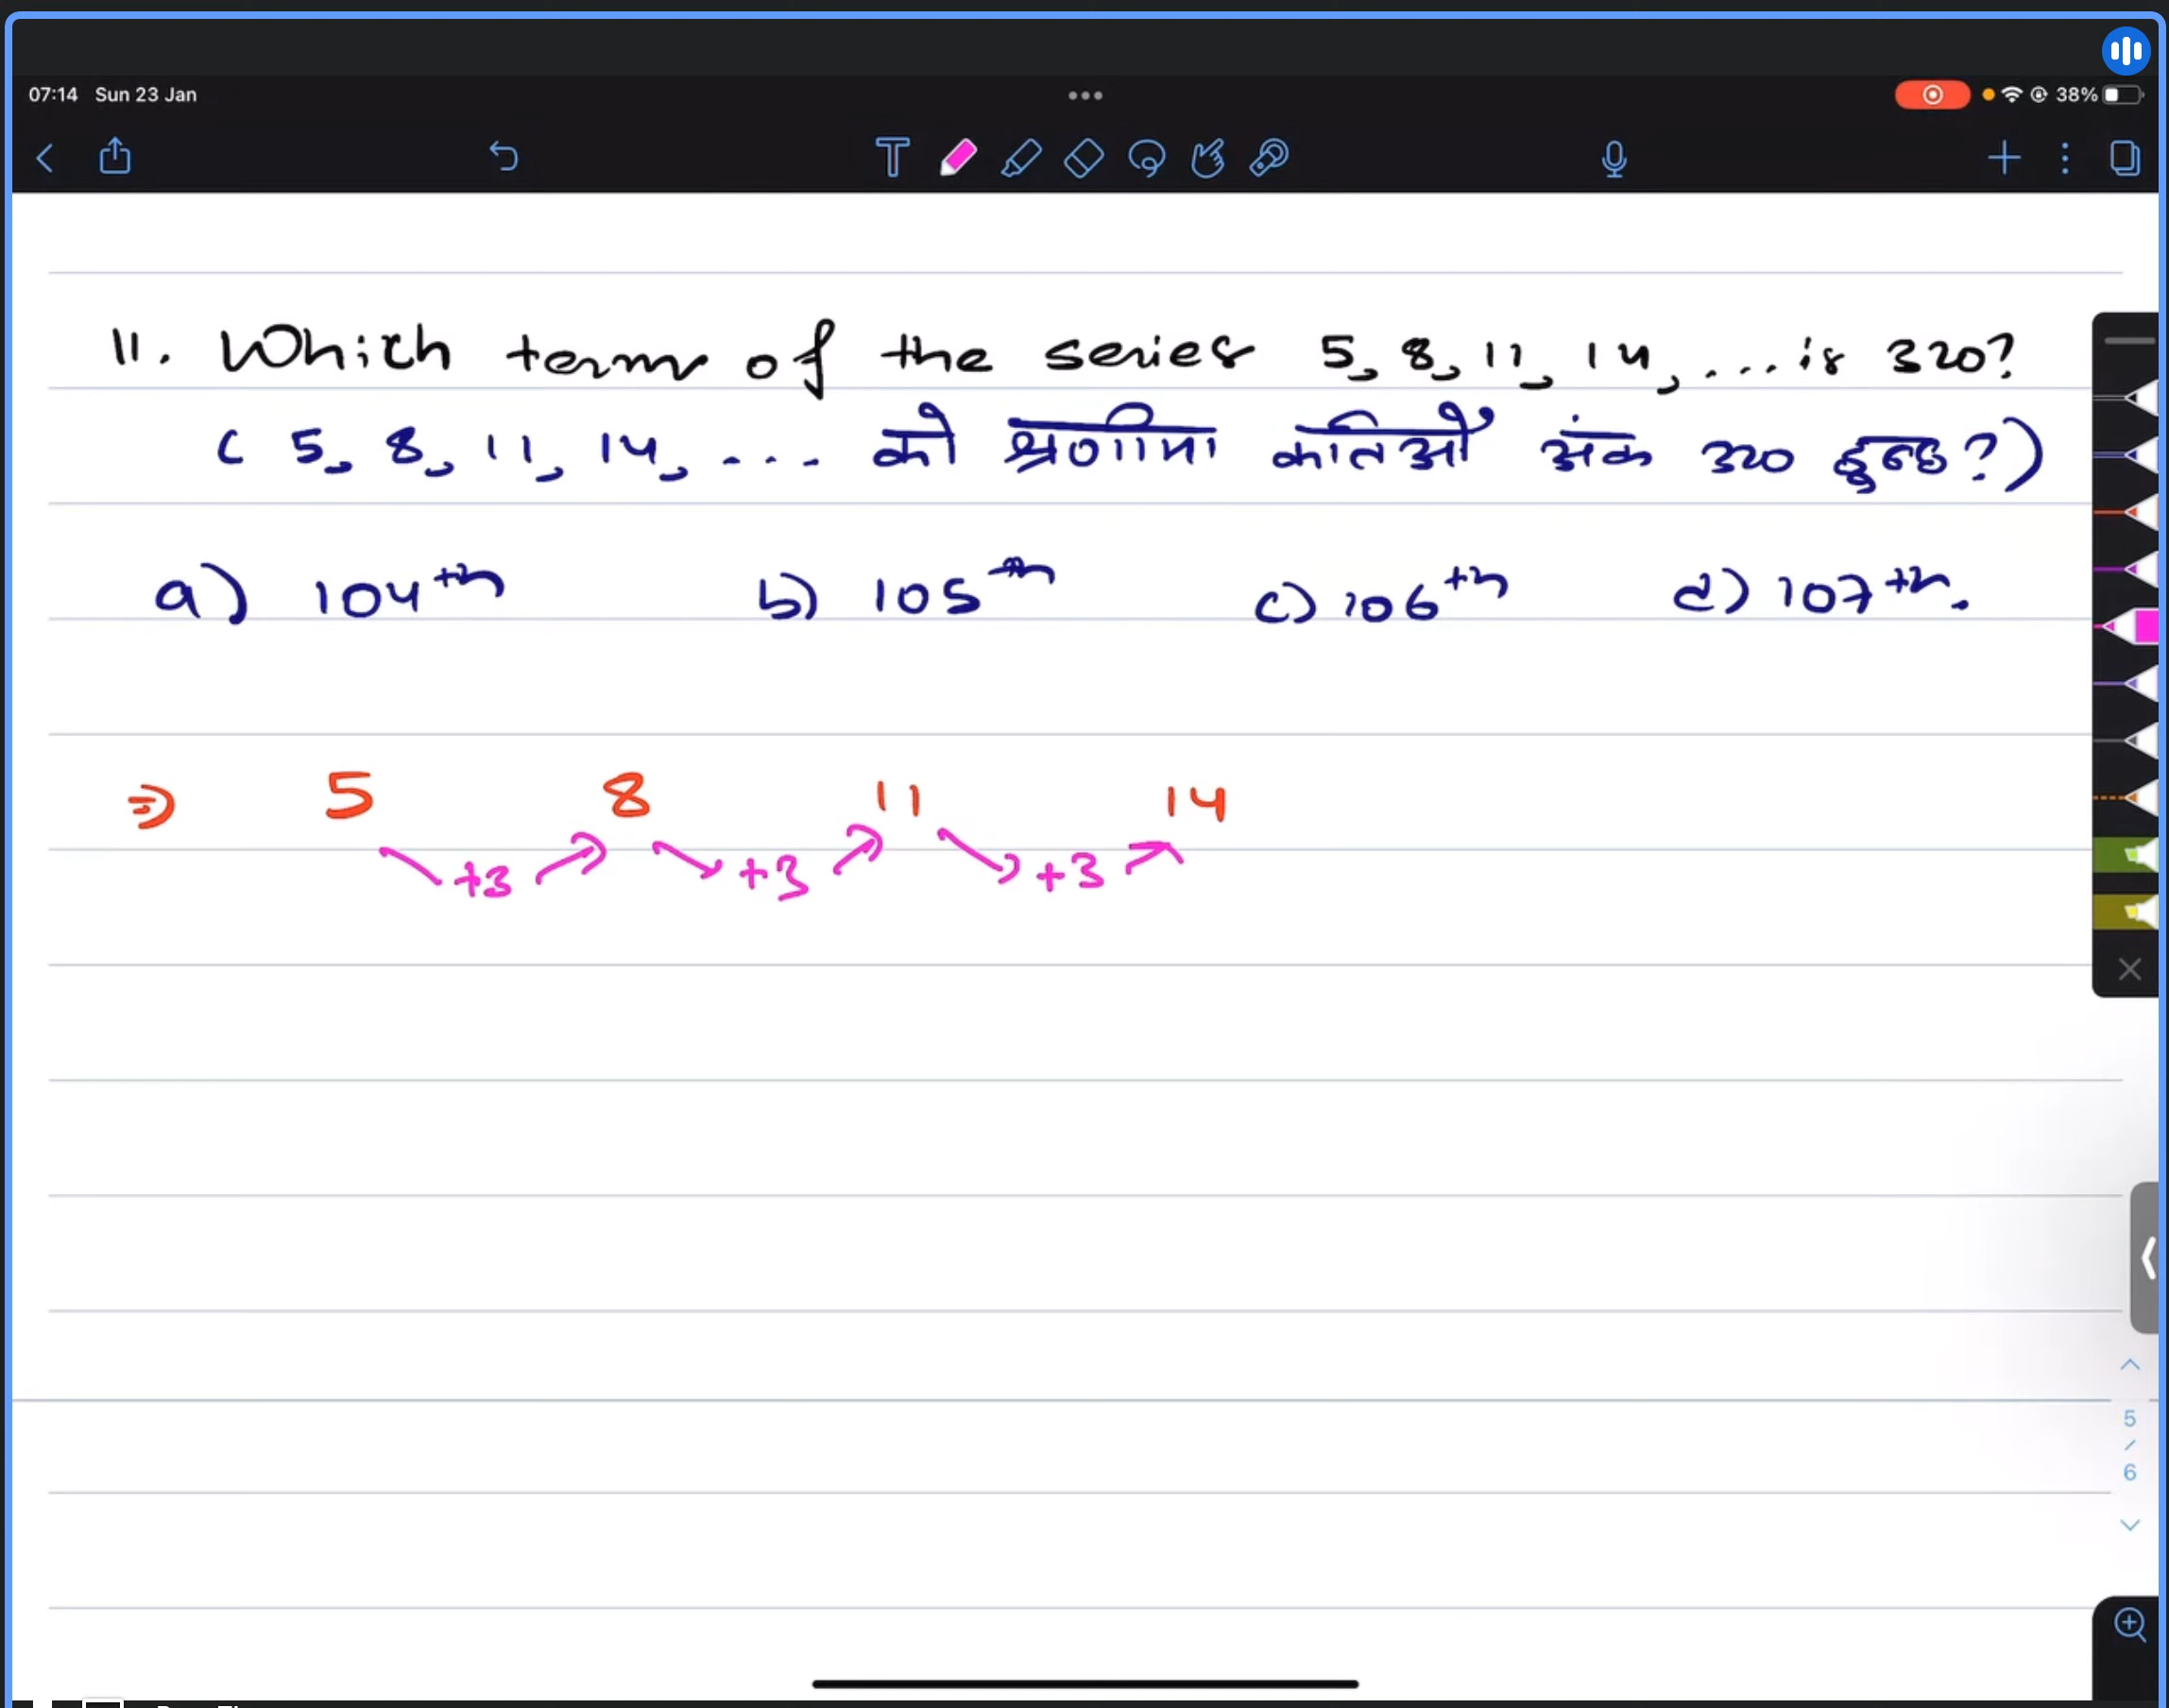 07:14 Sun 23 Jan
38%
11. Which term of the series 5, 8, 11, 14, ... is 320?
( 5, 8, 11, 14, ... को श्रेणीमा कतिऔं अंक 320 हुन्छ?)
a) 104th b) 105th c) 106th d) 107th.
⇒ 5 8 11 14
+3 +3 +3
5
/
6